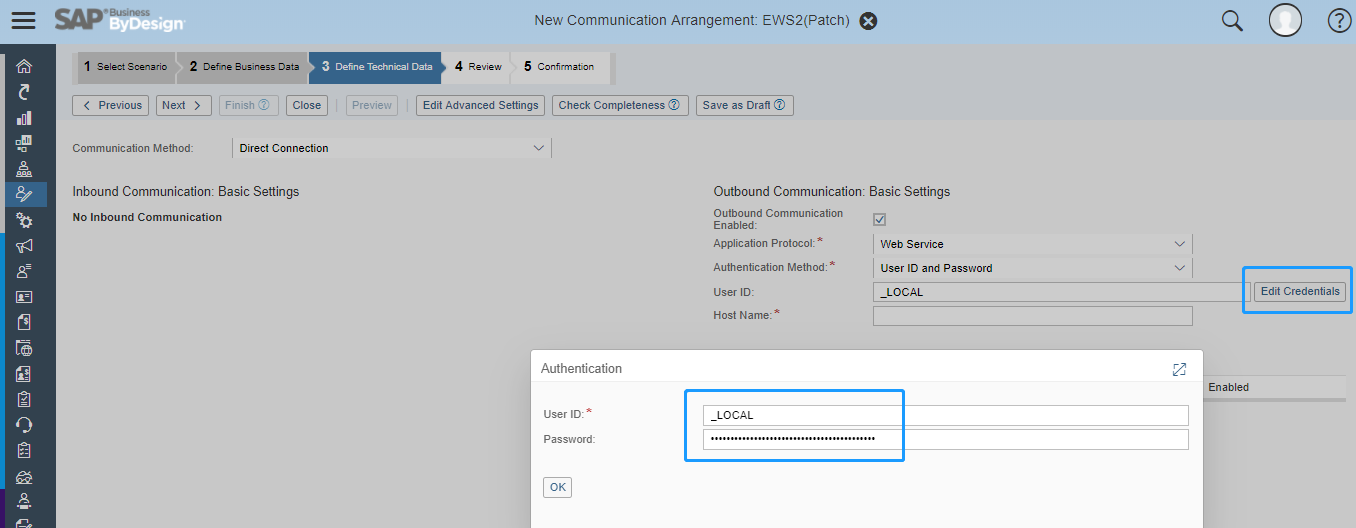 SAP Business ByDesign
New Communication Arrangement: EWS2(Patch)
1 Select Scenario 2 Define Business Data 3 Define Technical Data 4 Review 5 Confirmation
Previous Next Finish Close Preview Edit Advanced Settings Check Completeness Save as Draft
Communication Method: Direct Connection
Inbound Communication: Basic Settings
No Inbound Communication
Outbound Communication: Basic Settings
Outbound Communication
Enabled:
Application Protocol:* Web Service
Authentication Method:* User ID and Password
User ID: _LOCAL Edit Credentials
Host Name:*
Enabled
Authentication
User ID:* _LOCAL
Password: ••••••••••••••••••••••••••••••••••••••••••
OK